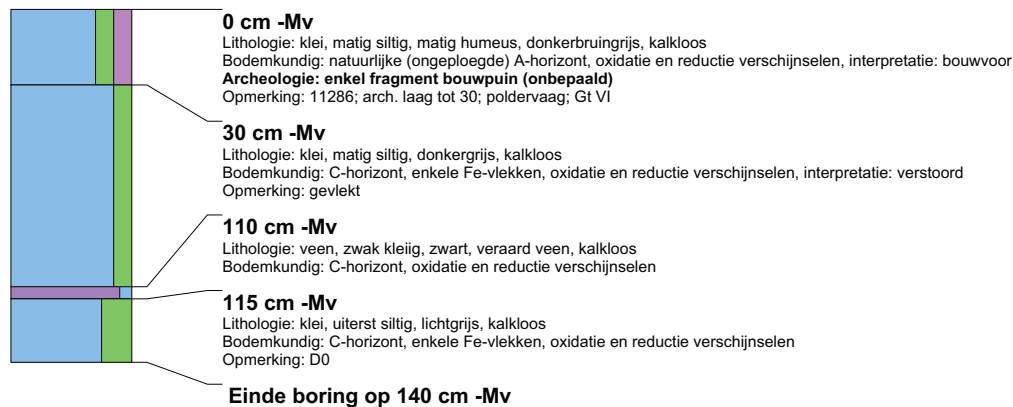 0 cm -Mv
Lithologie: klei, matig siltig, matig humeus, donkerbruingrijs, kalkloos
Bodemkundig: natuurlijke (ongeploegde) A-horizont, oxidatie en reductie verschijnselen, interpretatie: bouwvoor
Archeologie: enkel fragment bouwpuin (onbepaald)
Opmerking: 11286; arch. laag tot 30; poldervaag; Gt VI
30 cm -Mv
Lithologie: klei, matig siltig, donkergrijs, kalkloos
Bodemkundig: C-horizont, enkele Fe-vlekken, oxidatie en reductie verschijnselen, interpretatie: verstoord
Opmerking: gevlekt
110 cm -Mv
Lithologie: veen, zwak kleiig, zwart, veraard veen, kalkloos
Bodemkundig: C-horizont, oxidatie en reductie verschijnselen
115 cm -Mv
Lithologie: klei, uiterst siltig, lichtgrijs, kalkloos
Bodemkundig: C-horizont, enkele Fe-vlekken, oxidatie en reductie verschijnselen
Opmerking: D0
Einde boring op 140 cm -Mv